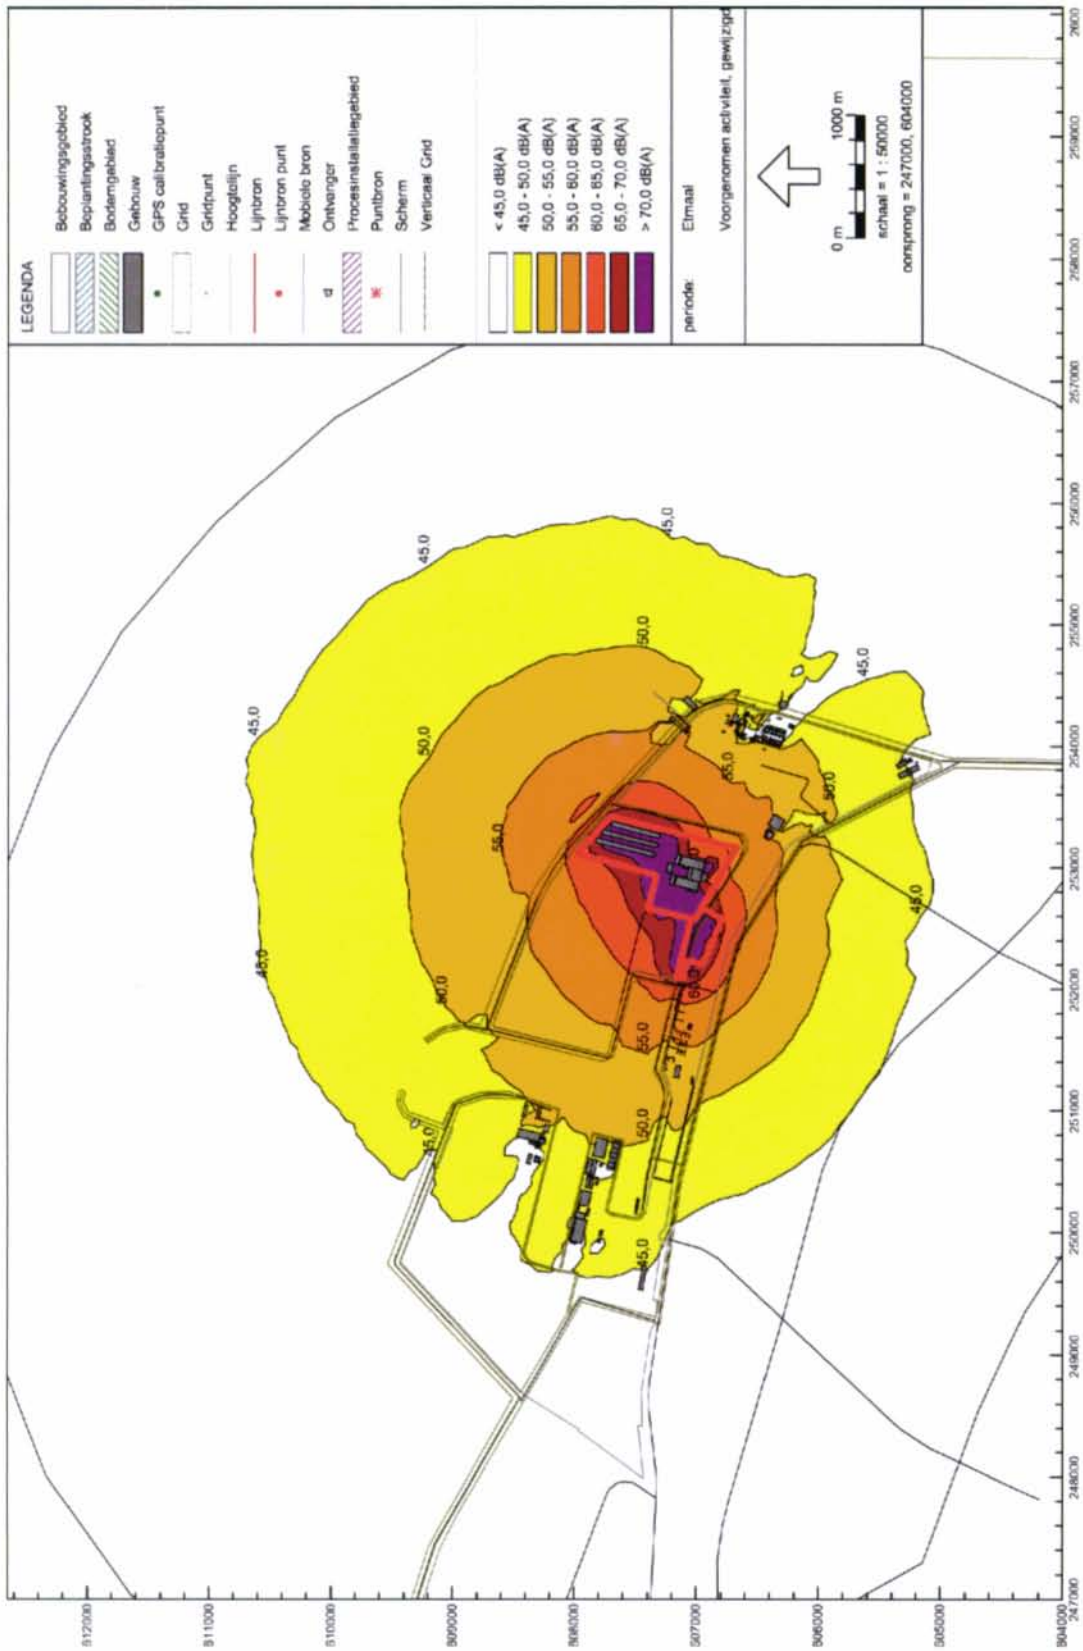 LEGENDA
Bebouwingsgebied
Beplantingsstrook
Bodemgebied
Gebouw
GPS calibratiepunt
Grid
Gridpunt
Hoogtelijn
Lijnbron
Lijnbron punt
Mobiele bron
Ontvanger
Procesinstallatiegebied
Puntbron
Scherm
Verticaal Grid
< 45,0 dB(A)
45,0 - 50,0 dB(A)
50,0 - 55,0 dB(A)
55,0 - 60,0 dB(A)
60,0 - 65,0 dB(A)
65,0 - 70,0 dB(A)
> 70,0 dB(A)
periode: Etmaal
Voorgenomen activiteit, gewijzigd
0 m 1000 m
schaal = 1 : 50000
oorsprong = 247000, 604000
45,0
45,0
45,0
45,0
45,0
45,0
45,0
45,0
50,0
50,0
50,0
50,0
50,0
55,0
55,0
55,0
60,0
612000
611000
610000
609000
608000
607000
606000
605000
604000
247000 248000 249000 250000 251000 252000 253000 254000 255000 256000 257000 258000 259000 2600